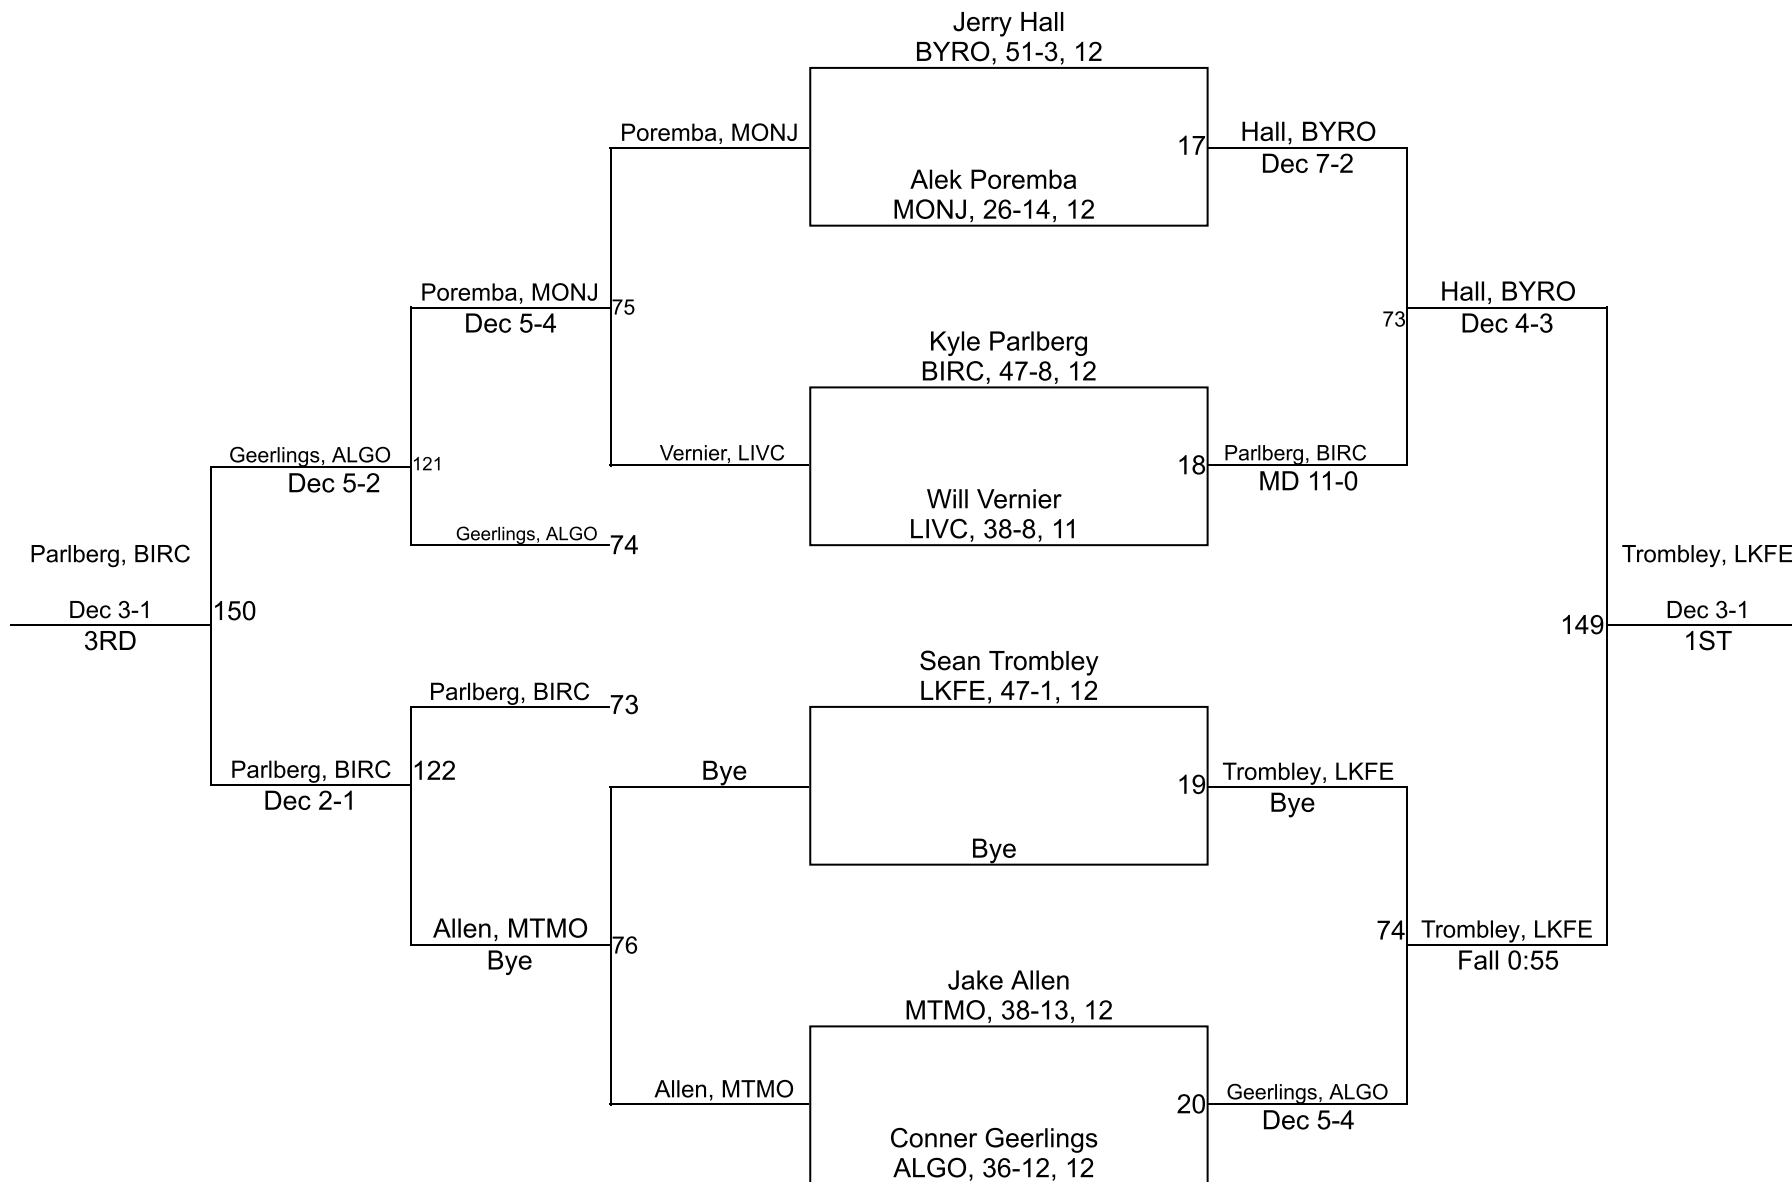 Jerry Hall
BYRO, 51-3, 12
Poremba, MONJ
17
Hall, BYRO
Dec 7-2
Alek Poremba
MONJ, 26-14, 12
Poremba, MONJ
Dec 5-4
75
73
Hall, BYRO
Dec 4-3
Kyle Parlberg
BIRC, 47-8, 12
Geerlings, ALGO
Dec 5-2
121
Vernier, LIVC
18
Parlberg, BIRC
MD 11-0
Will Vernier
LIVC, 38-8, 11
Geerlings, ALGO
74
Parlberg, BIRC
Dec 3-1
3RD
150
Trombley, LKFE
149
Dec 3-1
1ST
Sean Trombley
LKFE, 47-1, 12
Parlberg, BIRC
73
Parlberg, BIRC
Dec 2-1
122
Bye
19
Trombley, LKFE
Bye
Bye
Allen, MTMO
Bye
76
74
Trombley, LKFE
Fall 0:55
Jake Allen
MTMO, 38-13, 12
Allen, MTMO
20
Geerlings, ALGO
Dec 5-4
Conner Geerlings
ALGO, 36-12, 12